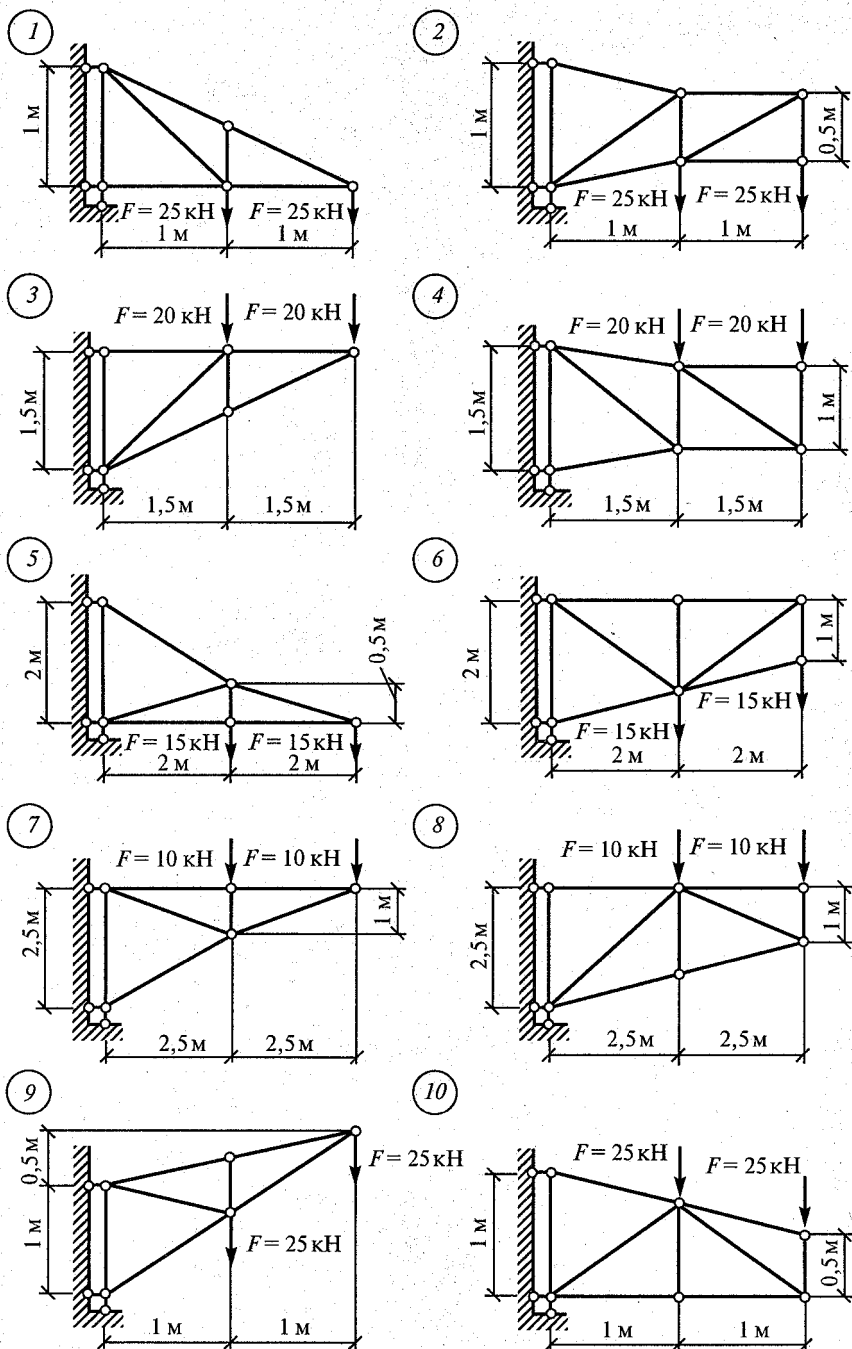 1
1 м
F = 25 кН
F = 25 кН
1 м
1 м
2
1 м
0,5 м
F = 25 кН
F = 25 кН
1 м
1 м
3
F = 20 кН
F = 20 кН
1,5 м
1,5 м
1,5 м
4
F = 20 кН
F = 20 кН
1,5 м
1 м
1,5 м
1,5 м
5
2 м
0,5 м
F = 15 кН
F = 15 кН
2 м
2 м
6
2 м
1 м
F = 15 кН
F = 15 кН
2 м
2 м
7
F = 10 кН
F = 10 кН
2,5 м
1 м
2,5 м
2,5 м
8
F = 10 кН
F = 10 кН
2,5 м
1 м
2,5 м
2,5 м
9
0,5 м
F = 25 кН
1 м
F = 25 кН
1 м
1 м
10
F = 25 кН
F = 25 кН
1 м
0,5 м
1 м
1 м